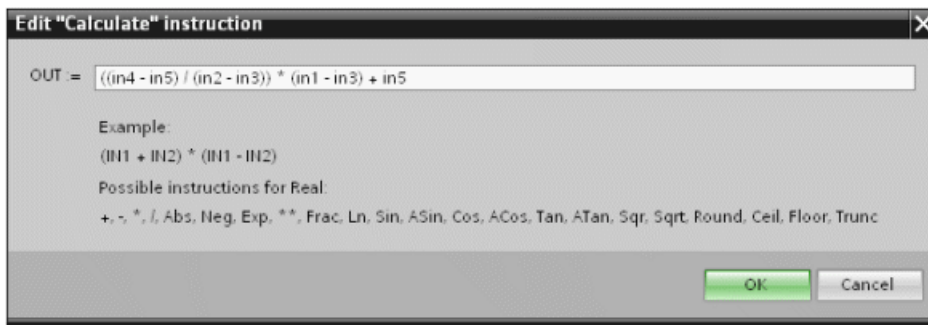 Edit "Calculate" instruction
OUT := ((in4 - in5) / (in2 - in3)) * (in1 - in3) + in5
Example:
(IN1 + IN2) * (IN1 - IN2)
Possible instructions for Real:
+, -, *, /, Abs, Neg, Exp, **, Frac, Ln, Sin, ASin, Cos, ACos, Tan, ATan, Sqr, Sqrt, Round, Ceil, Floor, Trunc
OK Cancel